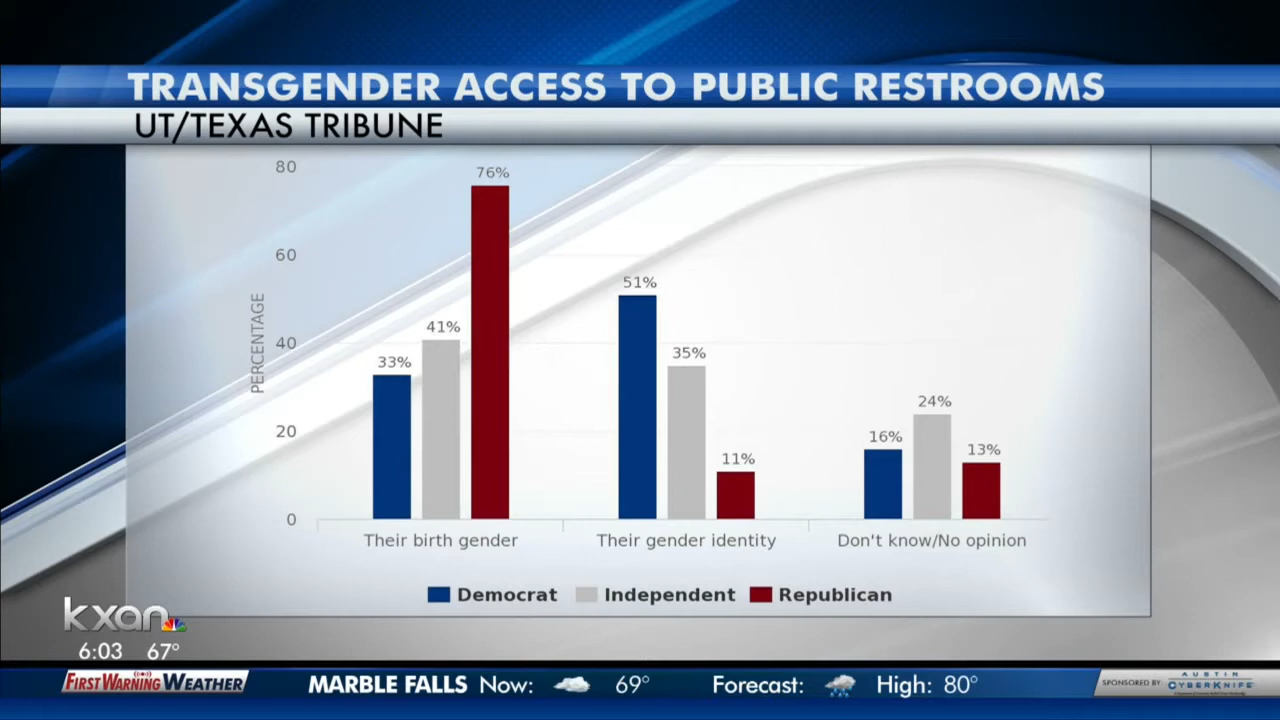 TRANSGENDER ACCESS TO PUBLIC RESTROOMS
UT/TEXAS TRIBUNE
PERCENTAGE
80
60
40
20
0
33%
41%
76%
51%
35%
11%
16%
24%
13%
Their birth gender
Their gender identity
Don't know/No opinion
Democrat Independent Republican
kxan
6:03 67°
FIRST WARNING WEATHER
MARBLE FALLS Now: 69° Forecast: High: 80°
SPONSORED BY
AUSTIN
CYBERKNIFE